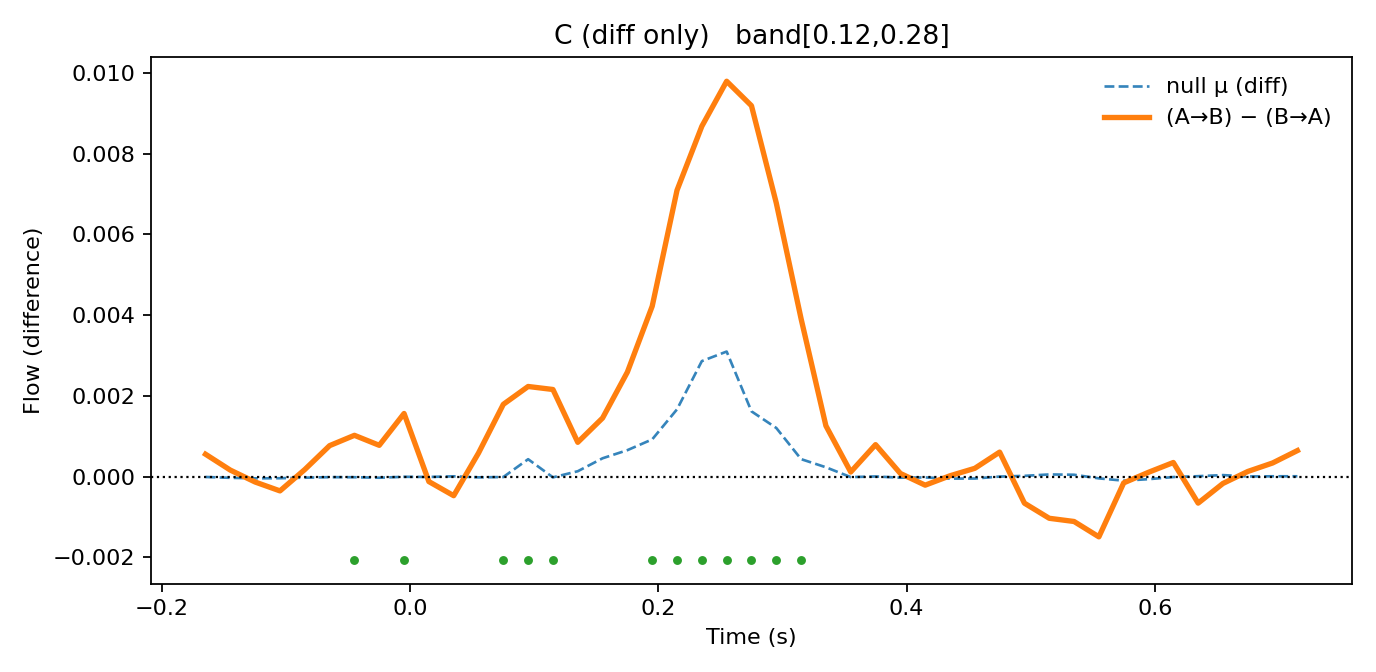 C (diff only)   band[0.12,0.28]
null μ (diff)
(A→B) − (B→A)
Flow (difference)
0.010
0.008
0.006
0.004
0.002
0.000
−0.002
−0.2
0.0
0.2
0.4
0.6
Time (s)